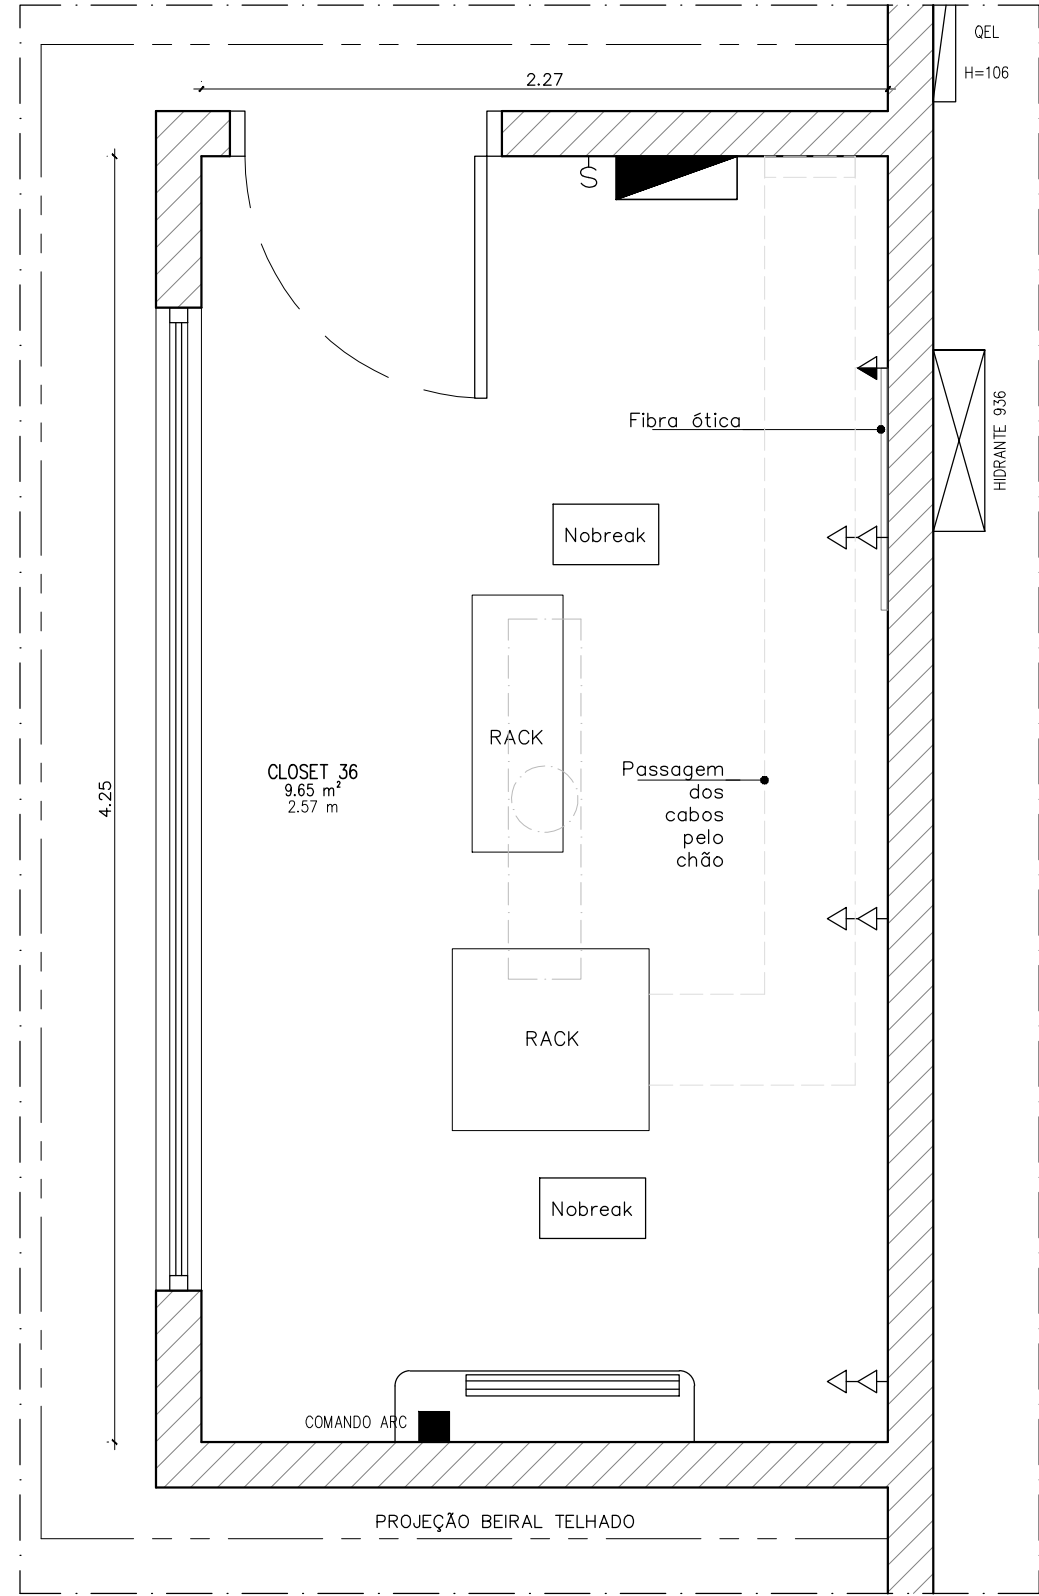 QEL
H=106
2.27
S
Fibra ótica
HIDRANTE 936
Nobreak
RACK
CLOSET 36
9.65 m²
2.57 m
4.25
Passagem
dos
cabos
pelo
chão
RACK
Nobreak
COMANDO ARC
PROJEÇÃO BEIRAL TELHADO